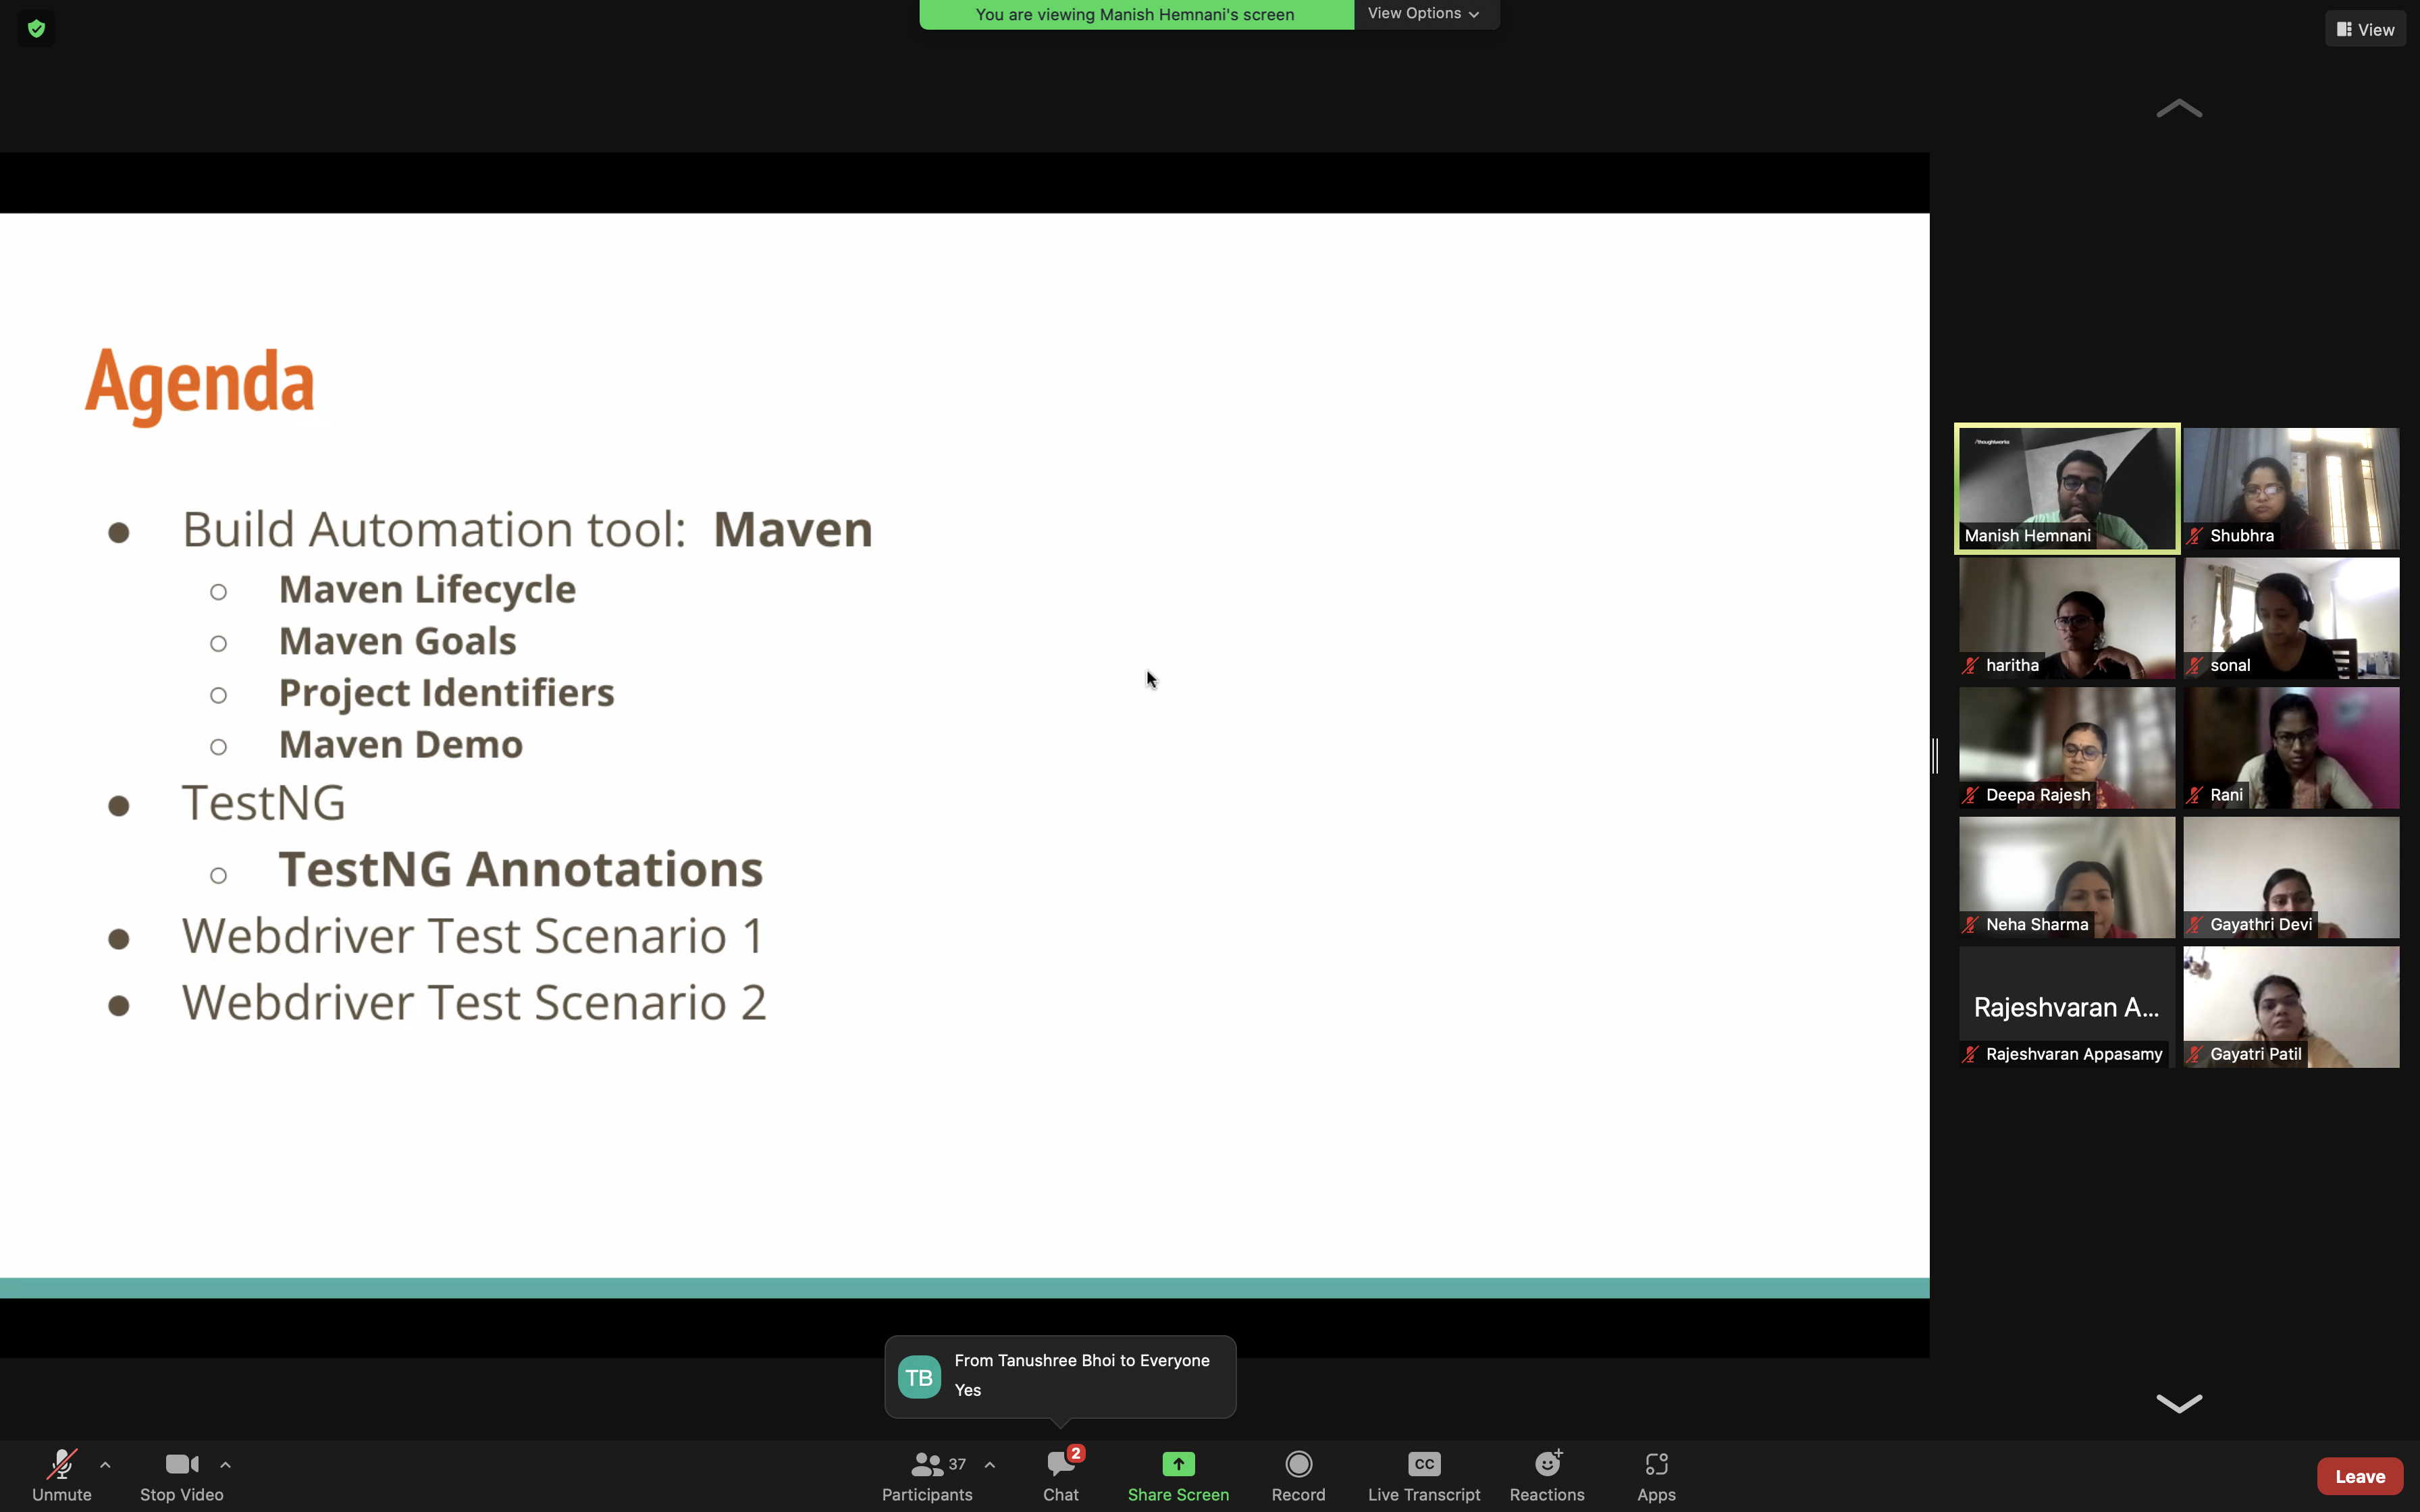 You are viewing Manish Hemnani's screen
View Options
View
Agenda
● Build Automation tool: Maven
○ Maven Lifecycle
○ Maven Goals
○ Project Identifiers
○ Maven Demo
● TestNG
○ TestNG Annotations
● Webdriver Test Scenario 1
● Webdriver Test Scenario 2
/thoughtworks
Manish Hemnani
Shubhra
haritha
sonal
Deepa Rajesh
Rani
Neha Sharma
Gayathri Devi
Rajeshvaran A...
Rajeshvaran Appasamy
Gayatri Patil
TB
From Tanushree Bhoi to Everyone
Yes
Unmute
Stop Video
37
Participants
2
Chat
Share Screen
Record
CC
Live Transcript
Reactions
Apps
Leave